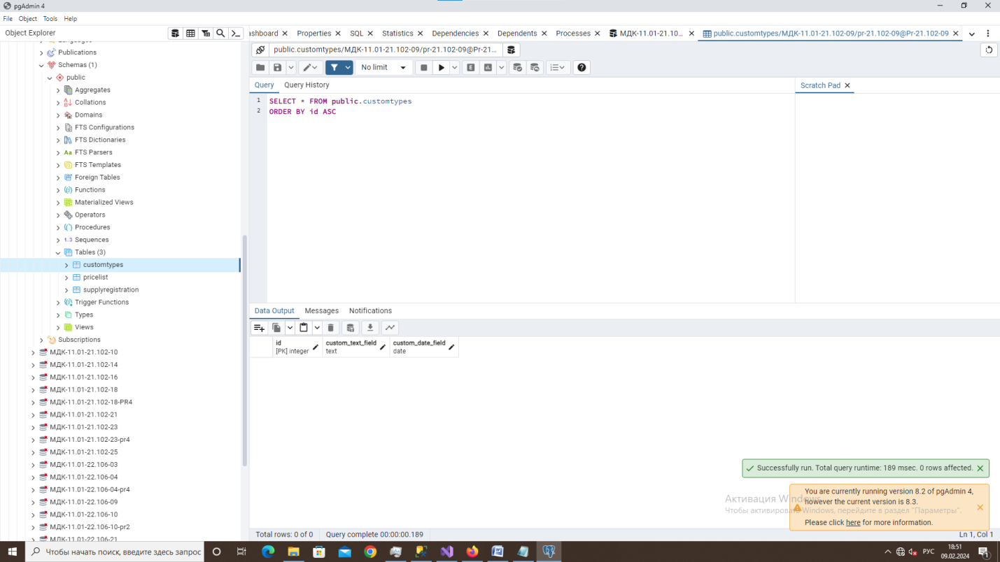 pgAdmin 4
File Object Tools Help
Object Explorer
Publications
Schemas (1)
public
Aggregates
Collations
Domains
FTS Configurations
FTS Dictionaries
Aa FTS Parsers
FTS Templates
Foreign Tables
Functions
Materialized Views
Operators
Procedures
1..3 Sequences
Tables (3)
customtypes
pricelist
supplyregistration
Trigger Functions
Types
Views
Subscriptions
МДК-11.01-21.102-10
МДК-11.01-21.102-14
МДК-11.01-21.102-16
МДК-11.01-21.102-18
МДК-11.01-21.102-18-PR4
МДК-11.01-21.102-21
МДК-11.01-21.102-23
МДК-11.01-21.102-23-pr4
МДК-11.01-21.102-25
МДК-11.01-22.106-03
МДК-11.01-22.106-04
МДК-11.01-22.106-04-pr4
МДК-11.01-22.106-09
МДК-11.01-22.106-10
МДК-11.01-22.106-10-pr2
МДК-11.01-22.106-21
ashboard Properties SQL Statistics Dependencies Dependents Processes МДК-11.01-21.10... public.customtypes/МДК-11.01-21.102-09/pr-21.102-09@Pr-21.102-09
public.customtypes/МДК-11.01-21.102-09/pr-21.102-09@Pr-21...
No limit
Query Query History
Scratch Pad
1 SELECT * FROM public.customtypes
2 ORDER BY id ASC
Data Output Messages Notifications
id custom_text_field custom_date_field
[PK] integer text date
Successfully run. Total query runtime: 189 msec. 0 rows affected.
You are currently running version 8.2 of pgAdmin 4,
however the current version is 8.3.
Please click here for more information.
Активация Windows
Чтобы активировать Windows, перейдите в раздел "Параметры".
Total rows: 0 of 0 Query complete 00:00:00.189 Ln 1, Col 1
Чтобы начать поиск, введите здесь запрос
РУС
18:51
09.02.2024
1